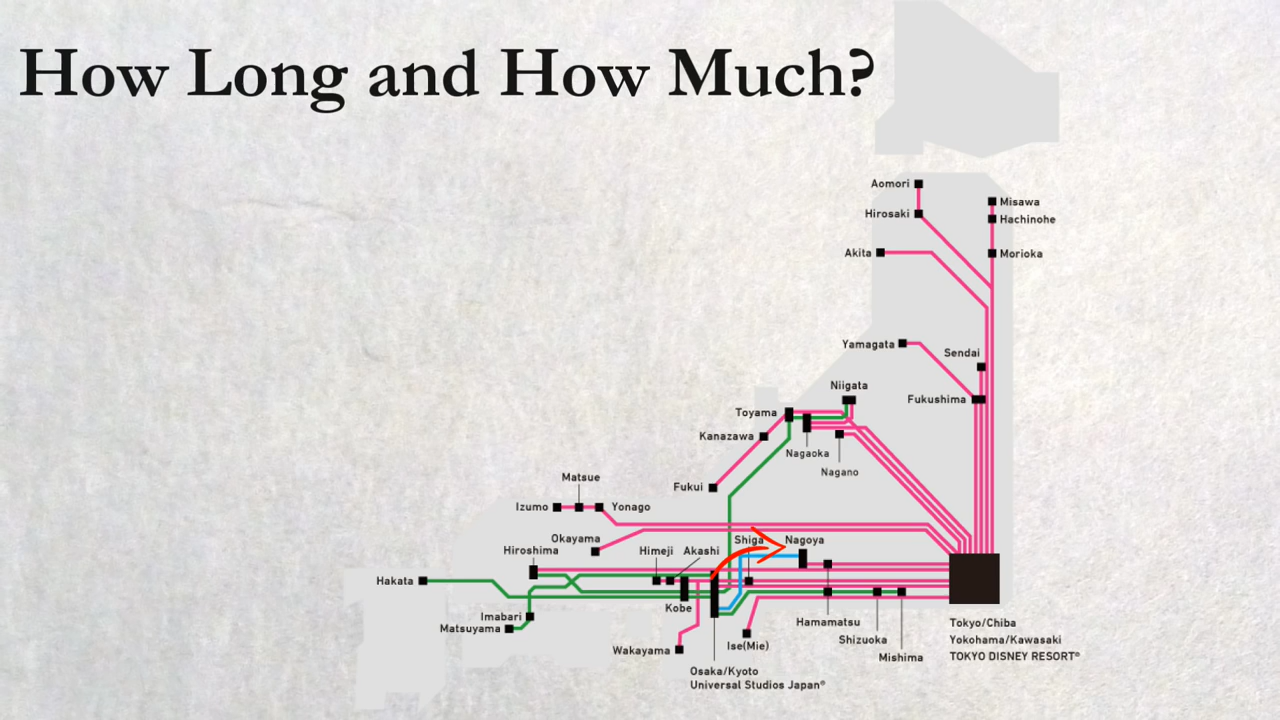 How Long and How Much?
Aomori
Misawa
Hirosaki
Hachinohe
Akita
Morioka
Yamagata
Sendai
Niigata
Fukushima
Toyama
Kanazawa
Nagaoka
Nagano
Matsue
Fukui
Izumo
Yonago
Okayama
Shiga
Nagoya
Hiroshima
Himeji
Akashi
Hakata
Kobe
Imabari
Matsuyama
Hamamatsu
Tokyo/Chiba
Yokohama/Kawasaki
TOKYO DISNEY RESORT®
Shizuoka
Ise(Mie)
Wakayama
Mishima
Osaka/Kyoto
Universal Studios Japan®